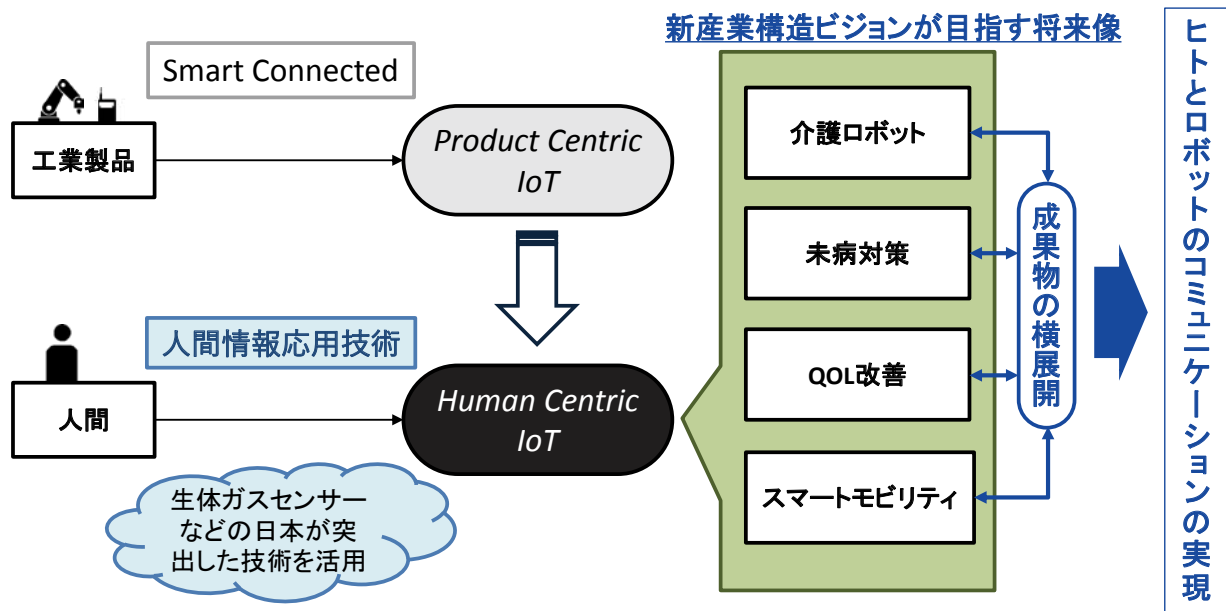 新産業構造ビジョンが目指す将来像
Smart Connected
工業製品
Product Centric
IoT
人間情報応用技術
人間
Human Centric
IoT
生体ガスセンサー
などの日本が突
出した技術を活用
介護ロボット
未病対策
QOL改善
スマートモビリティ
成果物の横展開
ヒトとロボットのコミュニケーションの実現